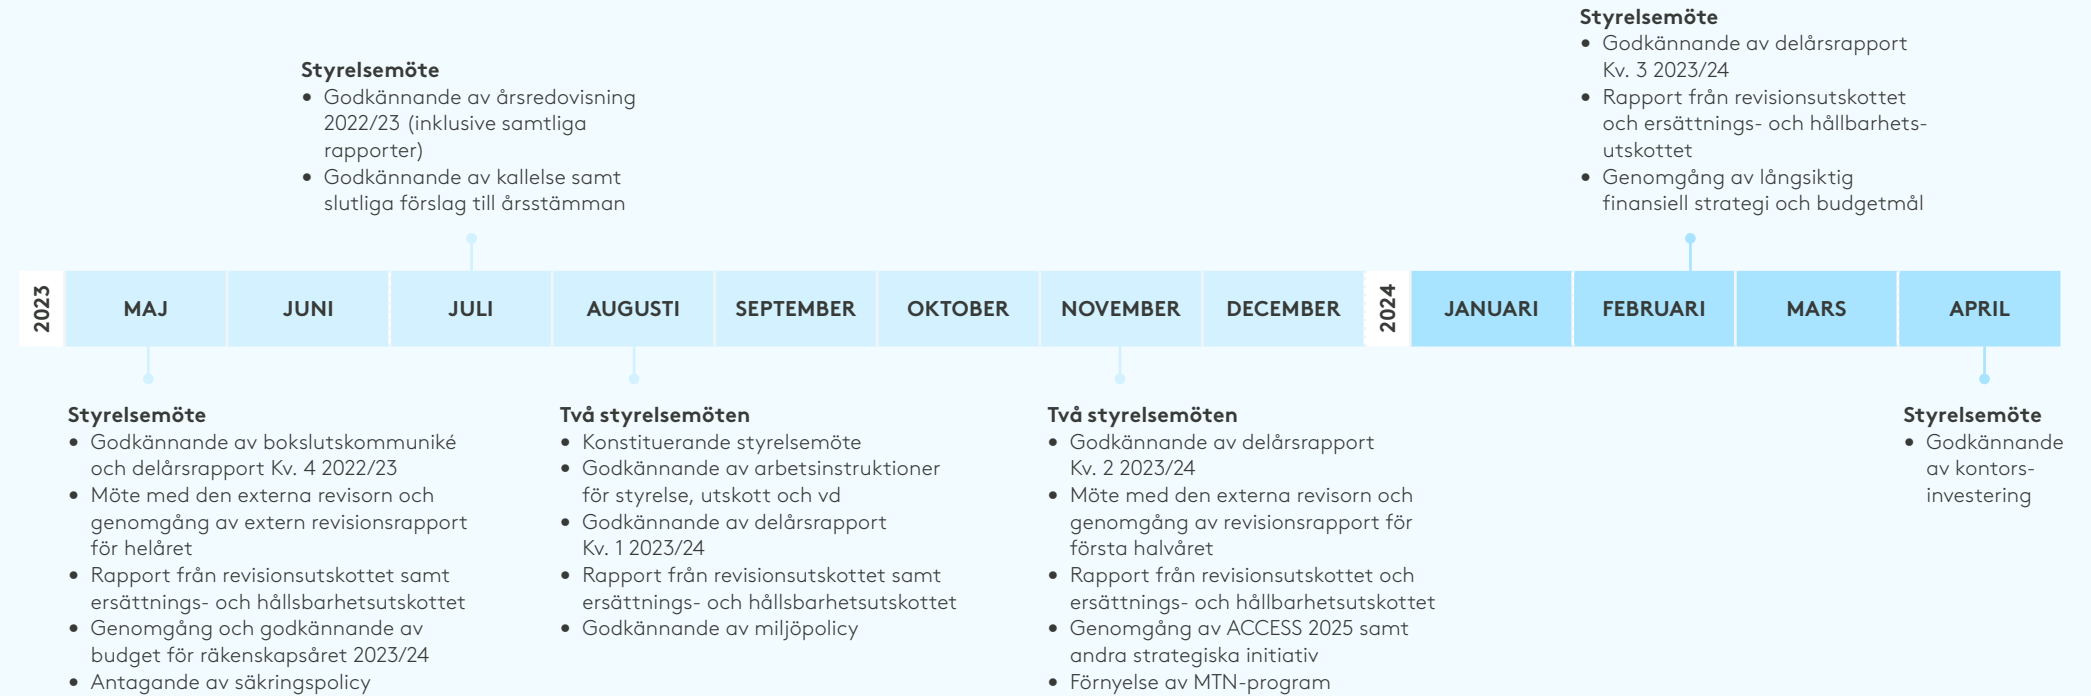 Styrelsemöte
• Godkännande av årsredovisning
2022/23 (inklusive samtliga
rapporter)
• Godkännande av kallelse samt
slutliga förslag till årsstämman
Styrelsemöte
• Godkännande av delårsrapport
Kv. 3 2023/24
• Rapport från revisionsutskottet
och ersättnings- och hållbarhets-
utskottet
• Genomgång av långsiktig
finansiell strategi och budgetmål
2023
MAJ
JUNI
JULI
AUGUSTI
SEPTEMBER
OKTOBER
NOVEMBER
DECEMBER
2024
JANUARI
FEBRUARI
MARS
APRIL
Styrelsemöte
• Godkännande av bokslutskommuniké
och delårsrapport Kv. 4 2022/23
• Möte med den externa revisorn och
genomgång av extern revisionsrapport
för helåret
• Rapport från revisionsutskottet samt
ersättnings- och hållsbarhetsutskottet
• Genomgång och godkännande av
budget för räkenskapsåret 2023/24
• Antagande av säkringspolicy
Två styrelsemöten
• Konstituerande styrelsemöte
• Godkännande av arbetsinstruktioner
för styrelse, utskott och vd
• Godkännande av delårsrapport
Kv. 1 2023/24
• Rapport från revisionsutskottet samt
ersättnings- och hållsbarhetsutskottet
• Godkännande av miljöpolicy
Två styrelsemöten
• Godkännande av delårsrapport
Kv. 2 2023/24
• Möte med den externa revisorn och
genomgång av revisionsrapport för
första halvåret
• Rapport från revisionsutskottet och
ersättnings- och hållbarhetsutskottet
• Genomgång av ACCESS 2025 samt
andra strategiska initiativ
• Förnyelse av MTN-program
Styrelsemöte
• Godkännande
av kontors-
investering